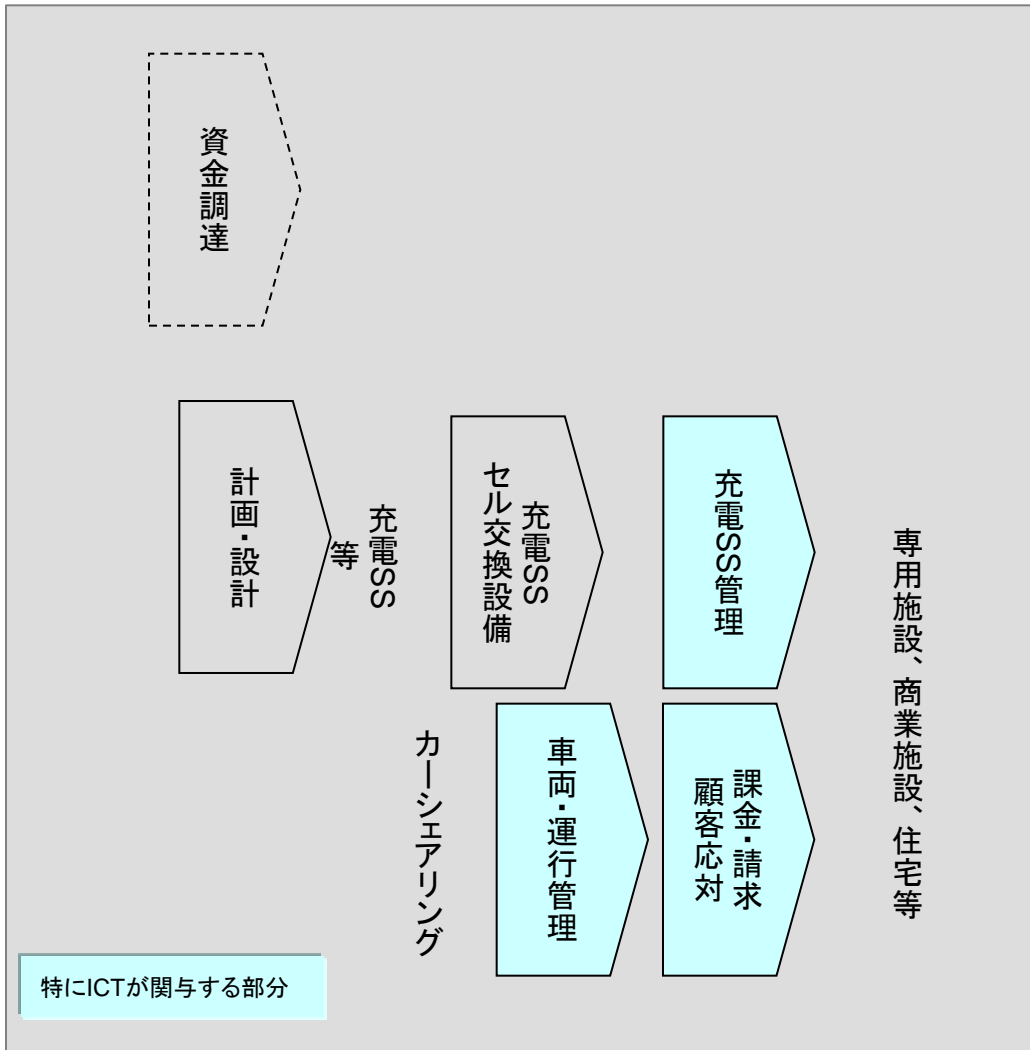 資金調達
計画・設計
充電SS
等
充電SS
セル交換設備
充電SS管理
専用施設、商業施設、住宅等
カーシェアリング
車両・運行管理
課金・請求
顧客応対
特にICTが関与する部分